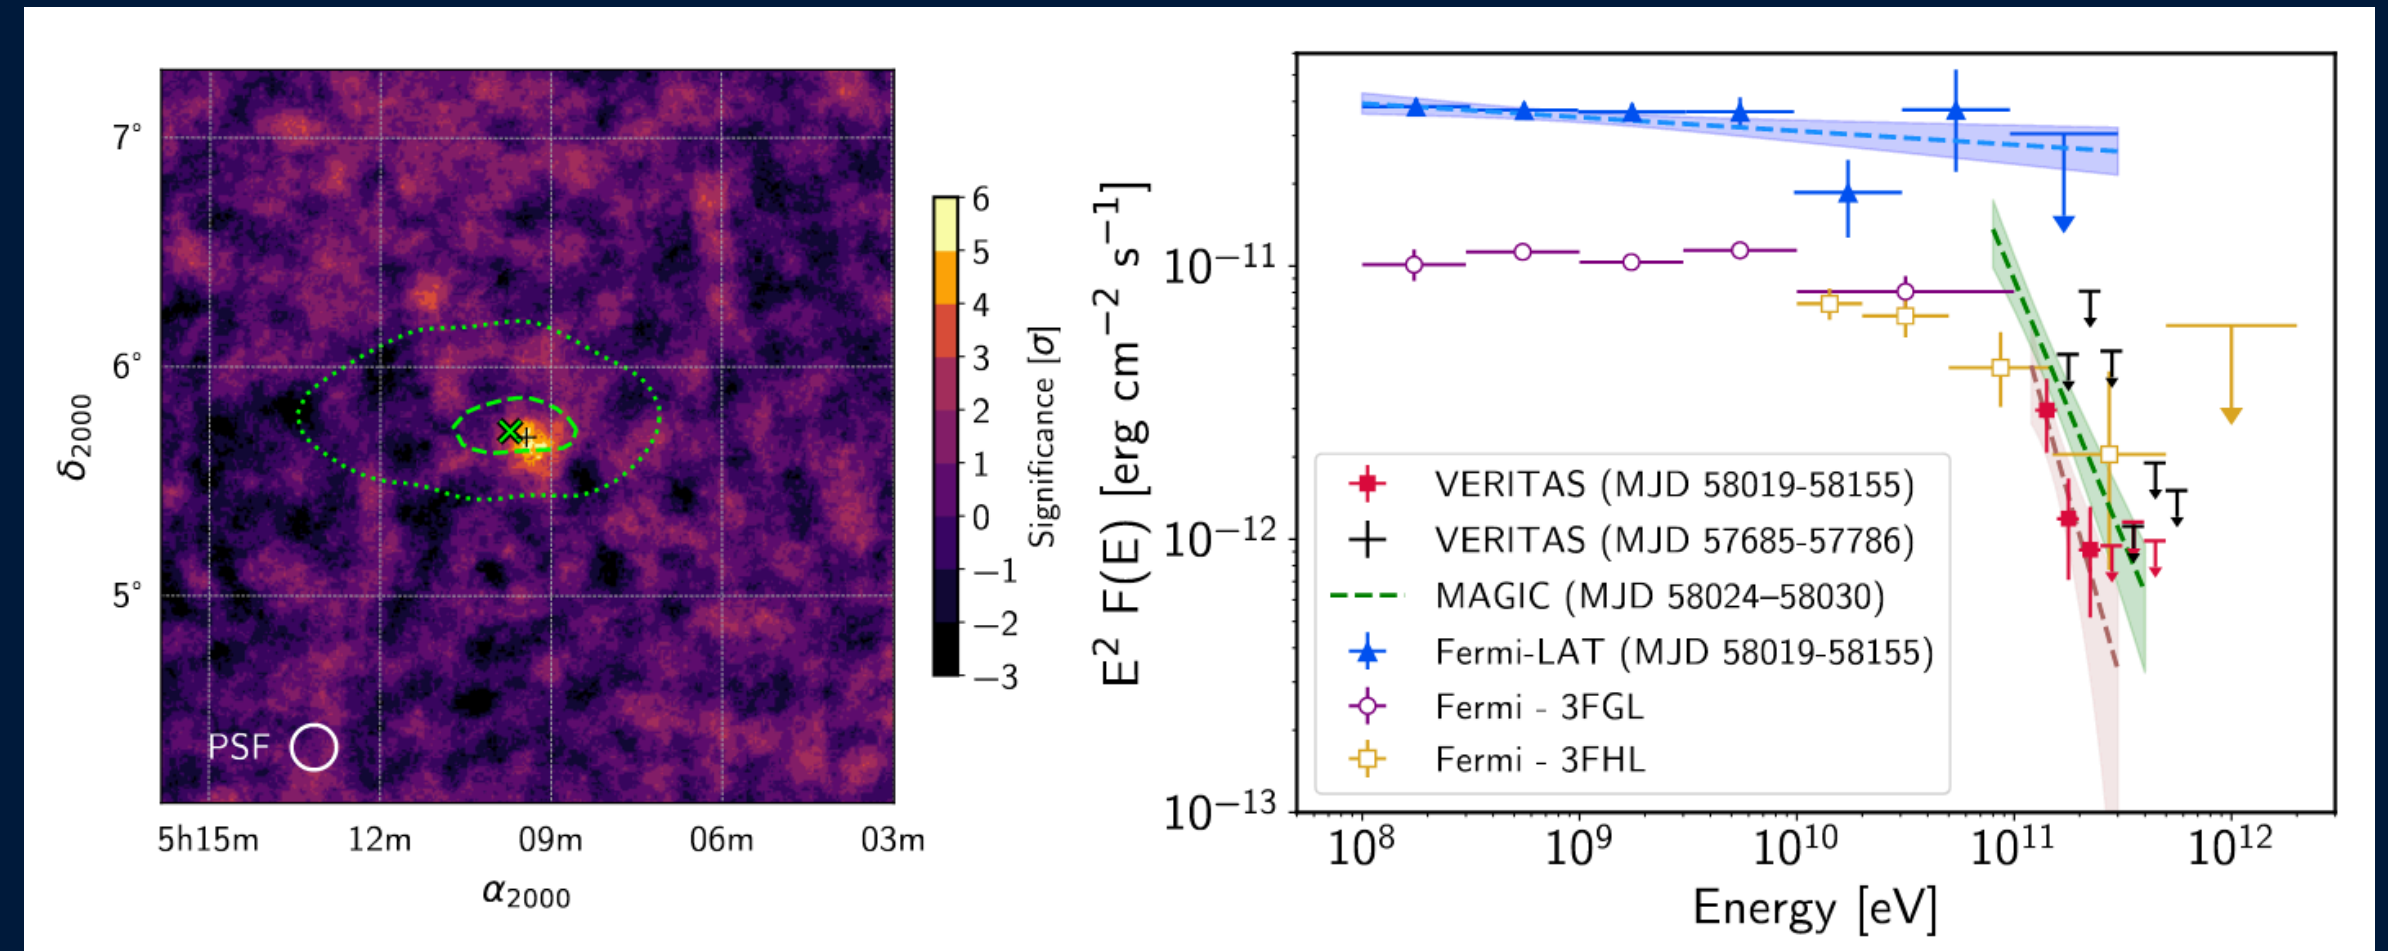 7°
6°
5°
δ2000
5h15m 12m 09m 06m 03m
α2000
PSF
6
5
4
3
2
1
0
−1
−2
−3
Significance [σ]
E² F(E) [erg cm⁻² s⁻¹]
10⁻¹¹
10⁻¹²
10⁻¹³
VERITAS (MJD 58019-58155)
VERITAS (MJD 57685-57786)
MAGIC (MJD 58024–58030)
Fermi-LAT (MJD 58019-58155)
Fermi - 3FGL
Fermi - 3FHL
10⁸ 10⁹ 10¹⁰ 10¹¹ 10¹²
Energy [eV]